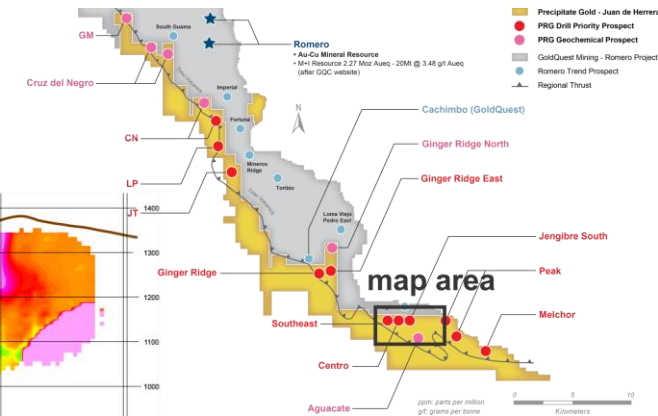 Precipitate Gold - Juan de Herrera
PRG Drill Priority Prospect
PRG Geochemical Prospect
GoldQuest Mining - Romero Project
Romero Trend Prospect
Regional Thrust
South Guama
GM
Romero
• Au-Cu Mineral Resource
• M+I Resource 2.27 Moz Aueq - 20Mt @ 3.48 g/t Aueq
(after GQC website)
Cruz del Negro
Imperial
N
Cachimbo (GoldQuest)
Fortuna
CN
Ginger Ridge North
Mineros
Ridge
LP
Ginger Ridge East
Toribio
JT
1400
Loma Viejo
Pedro East
Jengibre South
1300
Ginger Ridge
map area
Peak
1200
Melchor
Southeast
1100
Centro
1000
Aguacate
ppm: parts per million
g/t: grams per tonne
0 5 10
Kilometers